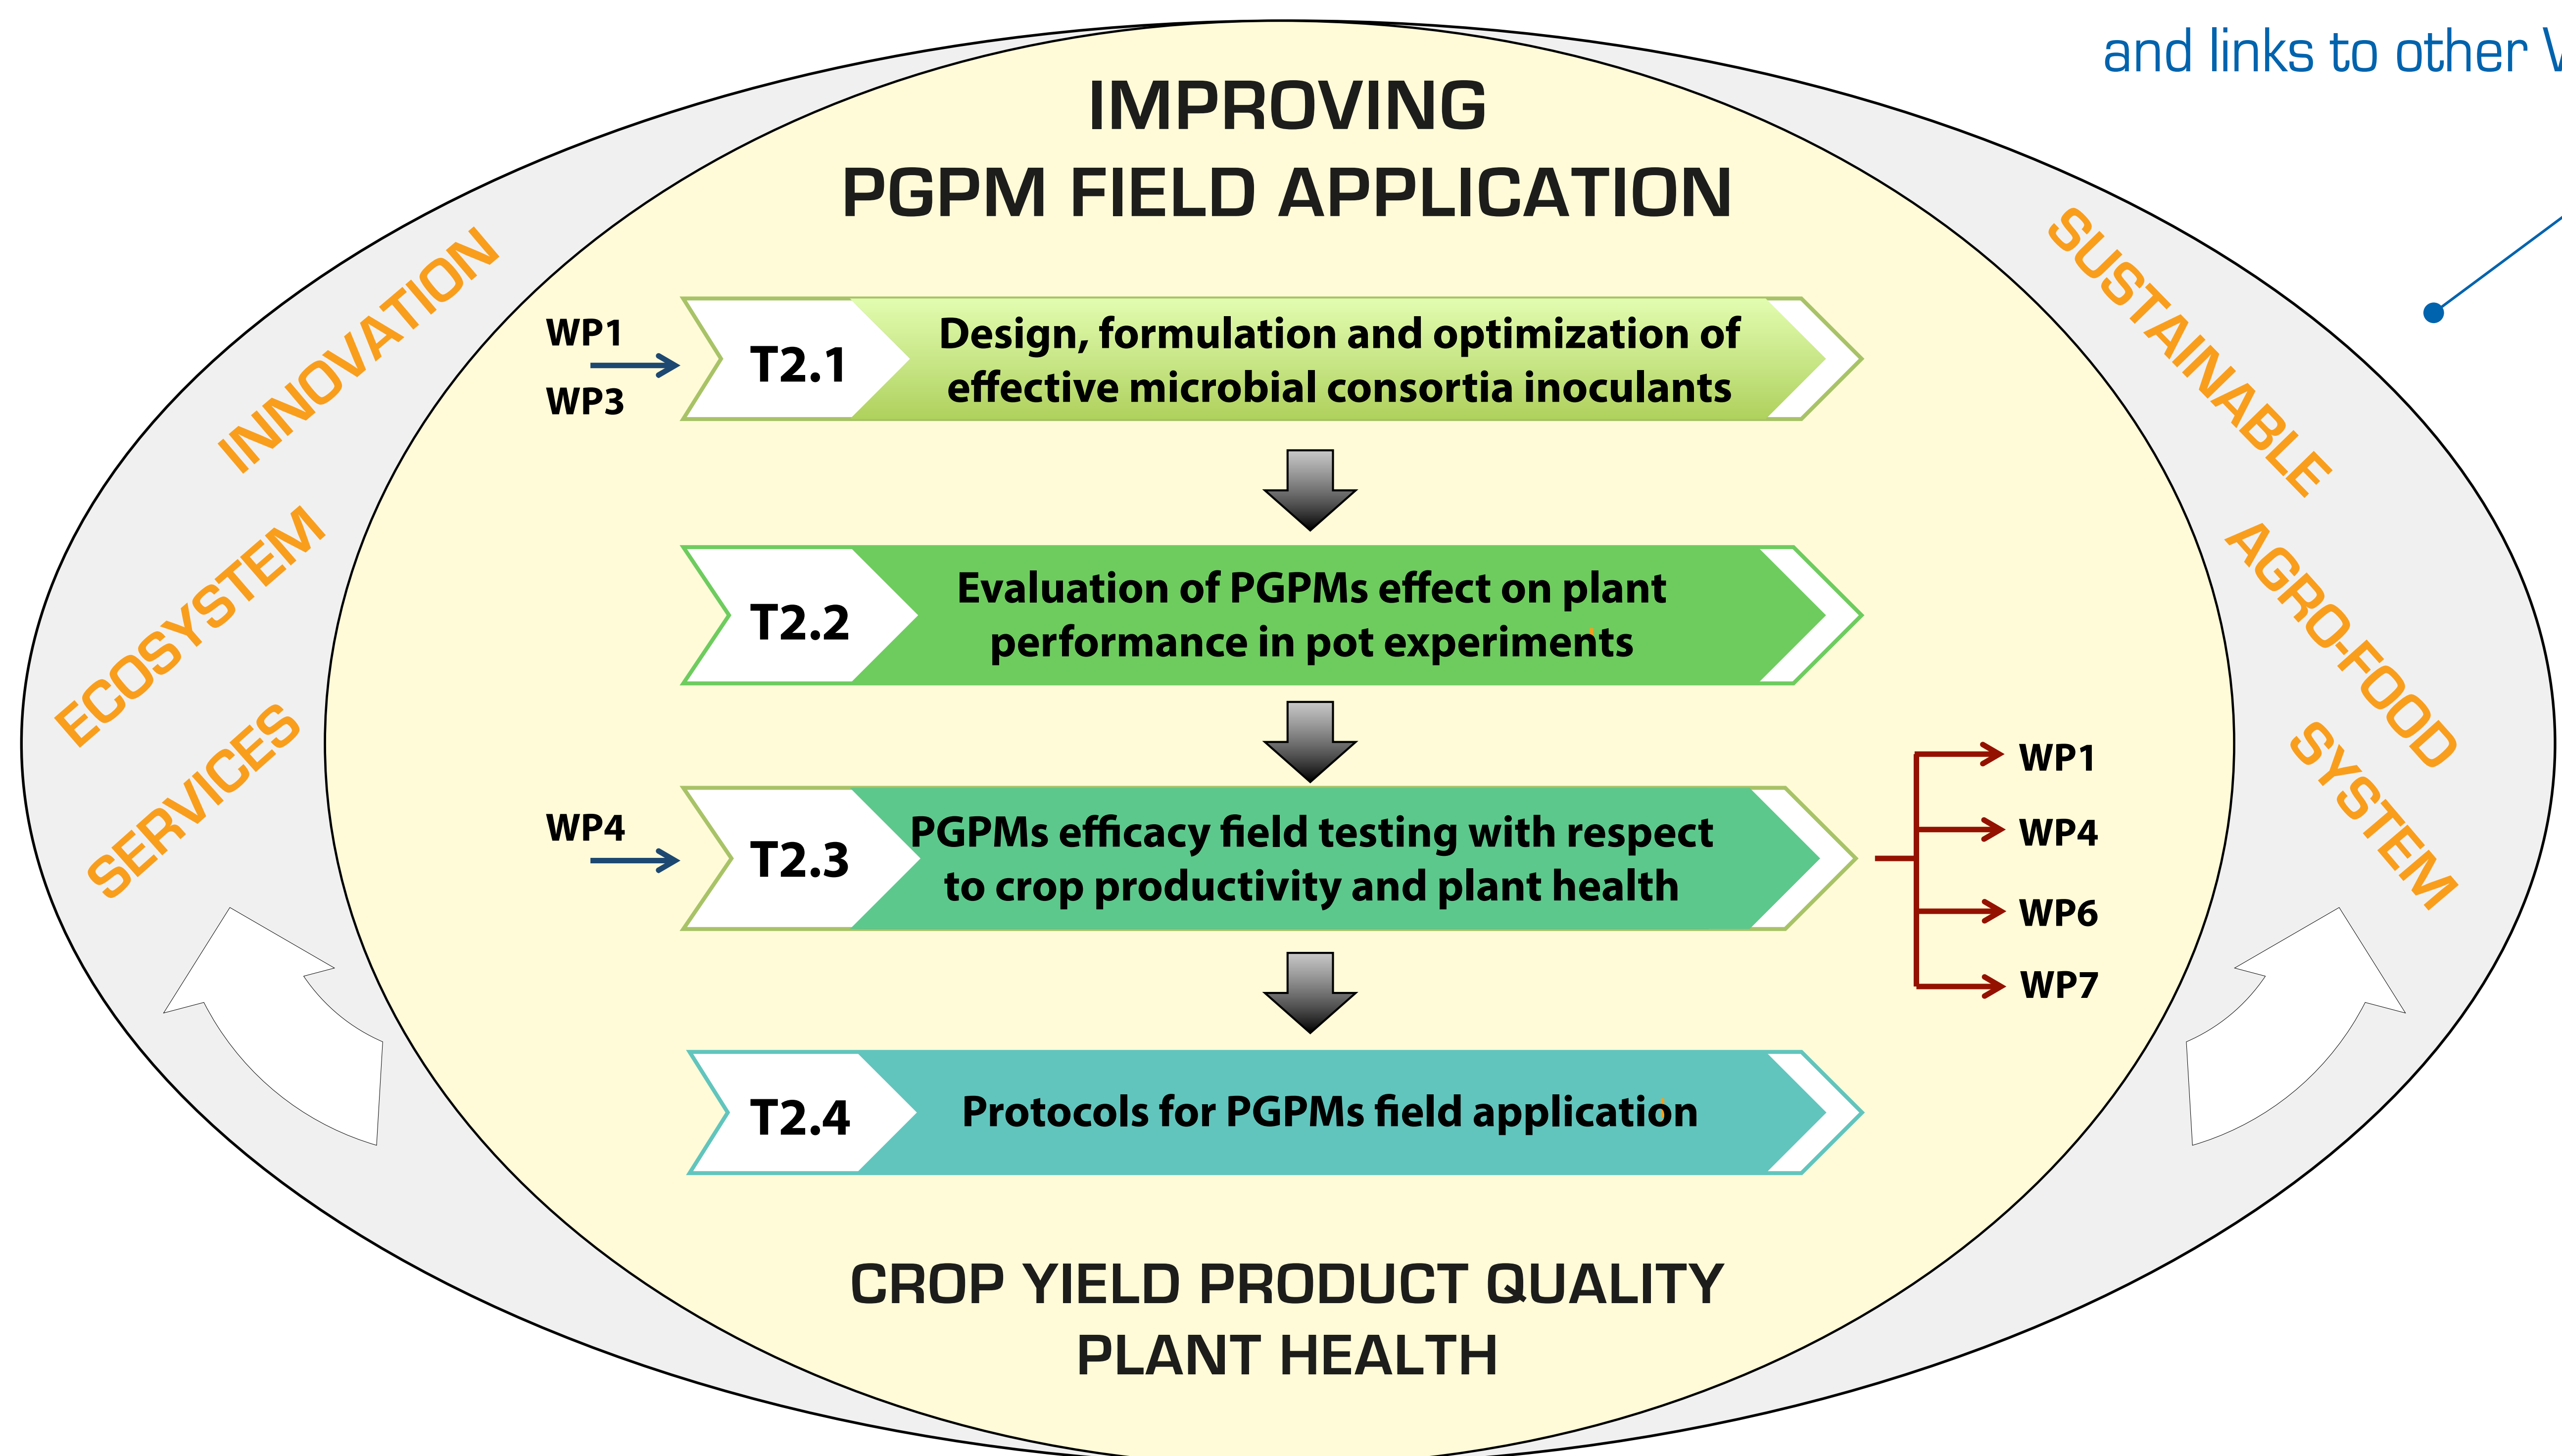 and links to other
IMPROVING
PGPM FIELD APPLICATION
INNOVATION
ECOSYSTEM
SERVICES
SUSTAINABLE
AGRO-FOOD
SYSTEM
WP1
WP3
T2.1
Design, formulation and optimization of
effective microbial consortia inoculants
T2.2
Evaluation of PGPMs effect on plant
performance in pot experiments
WP4
T2.3
PGPMs efficacy field testing with respect
to crop productivity and plant health
WP1
WP4
WP6
WP7
T2.4
Protocols for PGPMs field application
CROP YIELD PRODUCT QUALITY
PLANT HEALTH